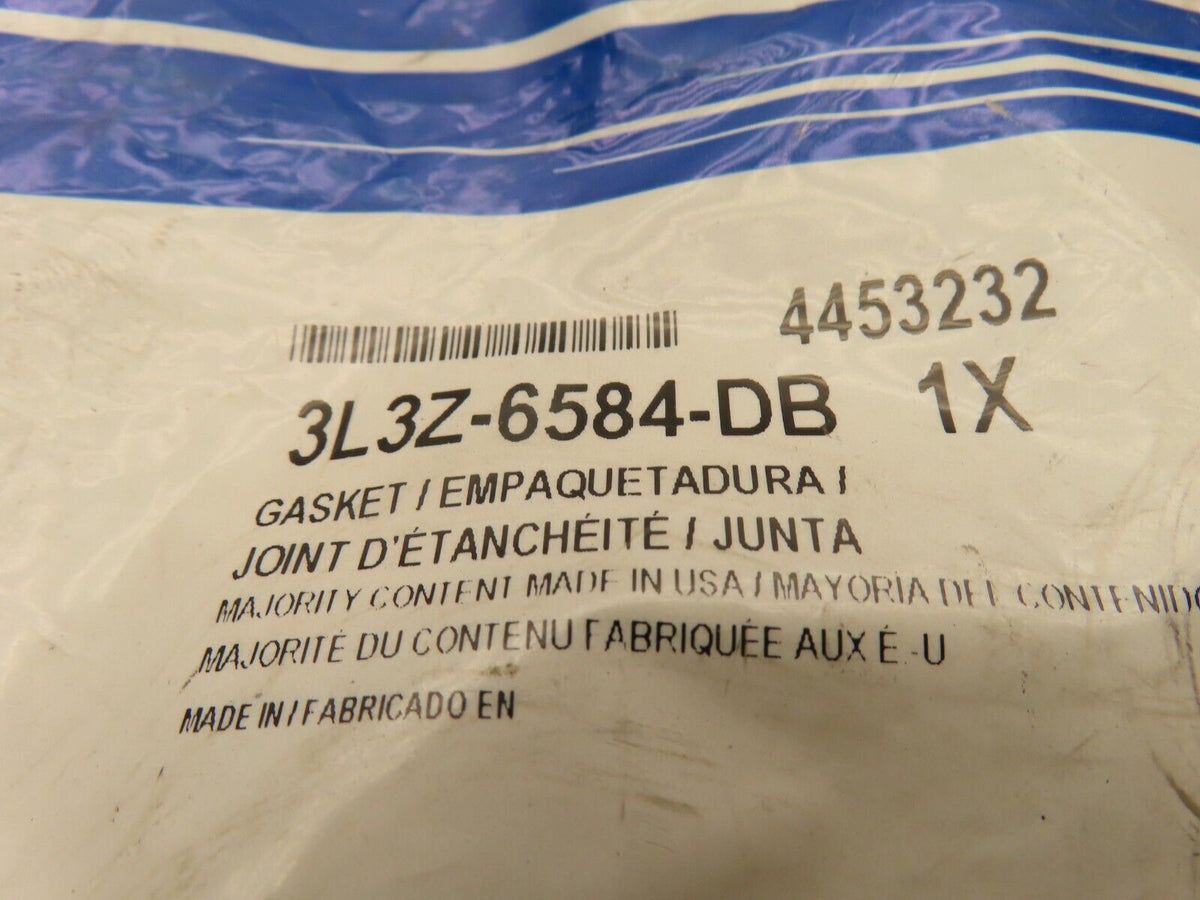 4453232
3L3Z-6584-DB 1X
GASKET / EMPAQUETADURA /
JOINT D'ÉTANCHÉITÉ / JUNTA
MAJORITY CONTENT MADE IN USA / MAYORIA DEL CONTENIDO
MAJORITÉ DU CONTENU FABRIQUÉE AUX É.-U
MADE IN / FABRICADO EN